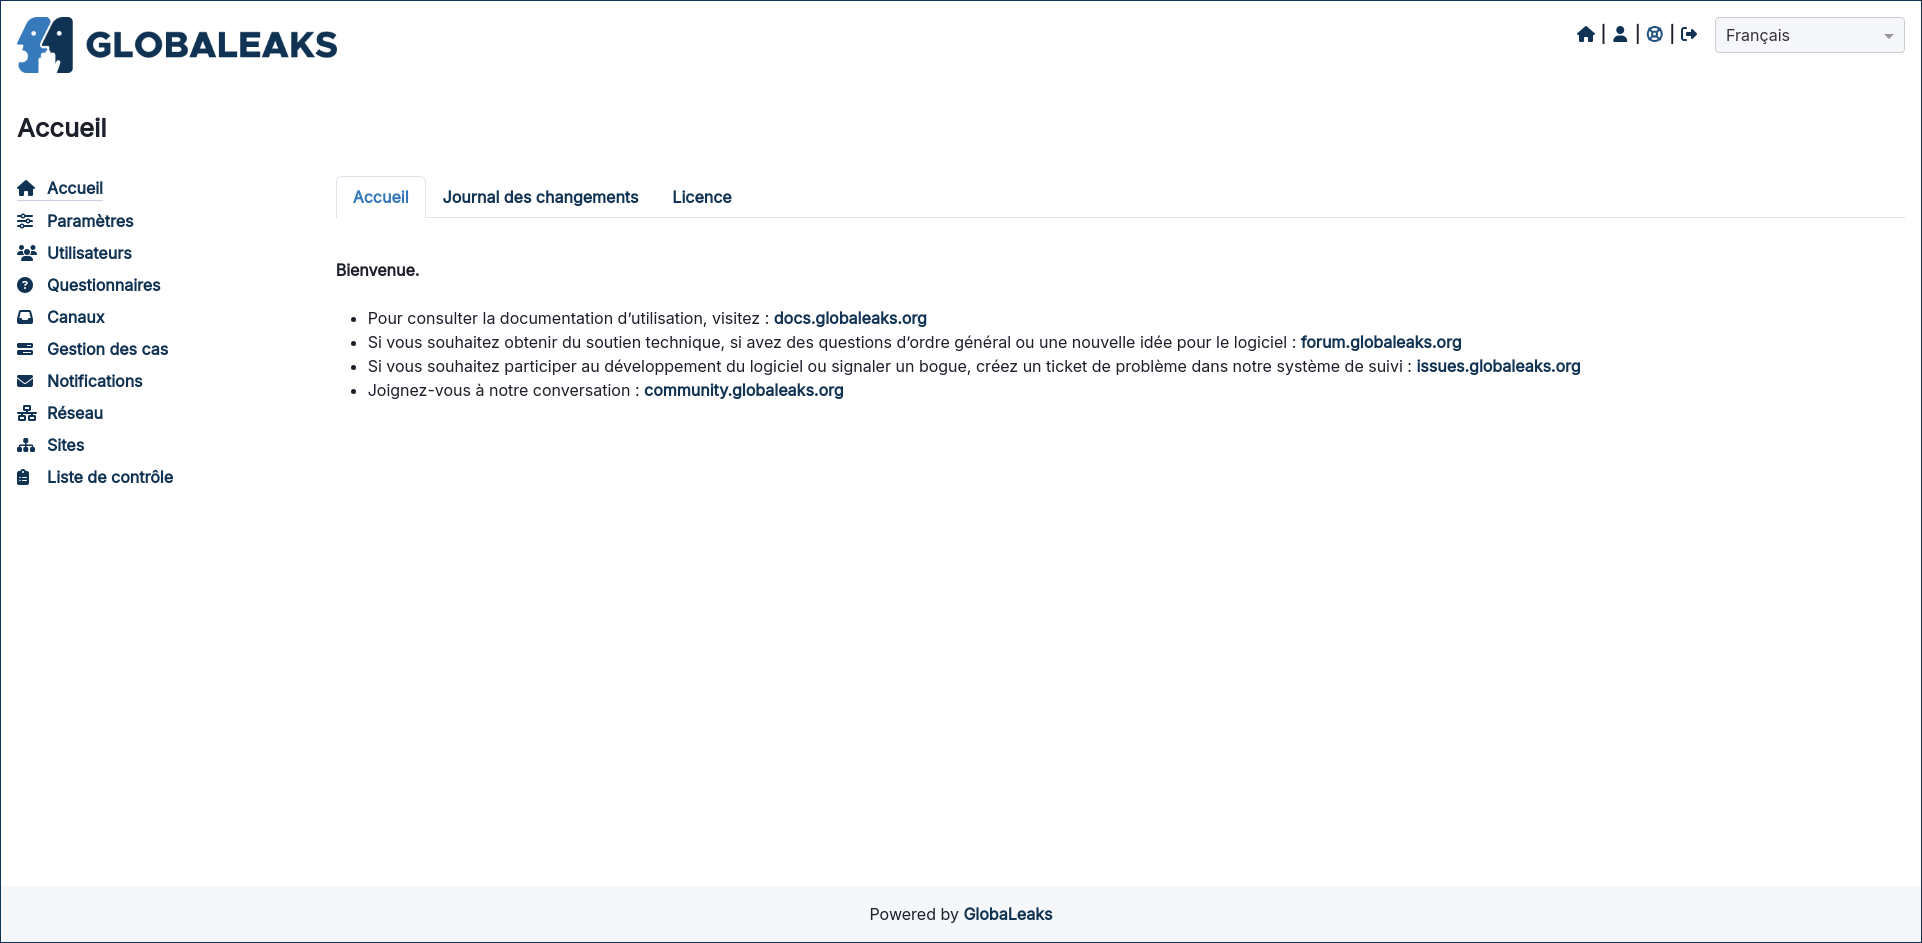 GLOBALEAKS
Français
Accueil
Accueil
Paramètres
Utilisateurs
Questionnaires
Canaux
Gestion des cas
Notifications
Réseau
Sites
Liste de contrôle
Accueil
Journal des changements
Licence
Bienvenue.
Pour consulter la documentation d’utilisation, visitez : docs.globaleaks.org
Si vous souhaitez obtenir du soutien technique, si avez des questions d’ordre général ou une nouvelle idée pour le logiciel : forum.globaleaks.org
Si vous souhaitez participer au développement du logiciel ou signaler un bogue, créez un ticket de problème dans notre système de suivi : issues.globaleaks.org
Joignez-vous à notre conversation : community.globaleaks.org
Powered by GlobaLeaks